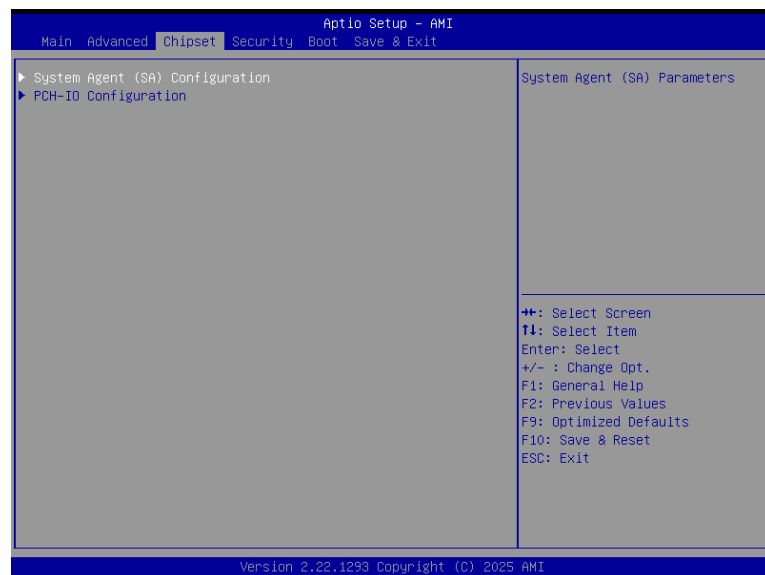 Aptio Setup – AMI
Main Advanced Chipset Security Boot Save & Exit
▶ System Agent (SA) Configuration
▶ PCH-IO Configuration
System Agent (SA) Parameters
→←: Select Screen
↑↓: Select Item
Enter: Select
+/- : Change Opt.
F1: General Help
F2: Previous Values
F9: Optimized Defaults
F10: Save & Reset
ESC: Exit
Version 2.22.1293 Copyright (C) 2025 AMI